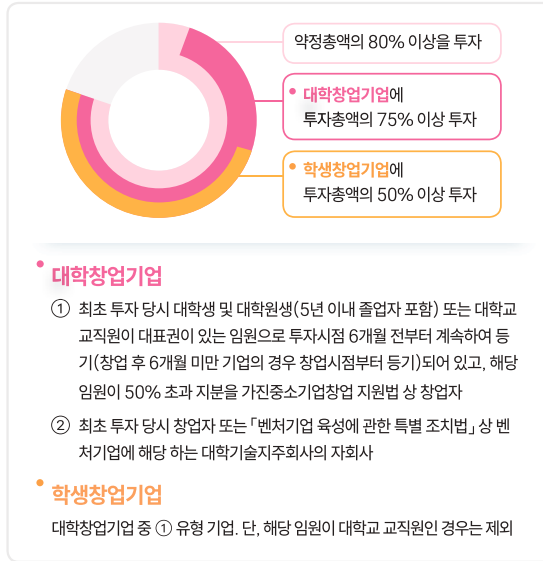 약정총액의 80% 이상을 투자
• 대학창업기업에
투자총액의 75% 이상 투자
• 학생창업기업에
투자총액의 50% 이상 투자
• 대학창업기업
① 최초 투자 당시 대학생 및 대학원생(5년 이내 졸업자 포함) 또는 대학교
교직원이 대표권이 있는 임원으로 투자시점 6개월 전부터 계속하여 등
기(창업 후 6개월 미만 기업의 경우 창업시점부터 등기)되어 있고, 해당
임원이 50% 초과 지분을 가진중소기업창업 지원법 상 창업자
② 최초 투자 당시 창업자 또는 「벤처기업 육성에 관한 특별 조치법」 상 벤
처기업에 해당 하는 대학기술지주회사의 자회사
• 학생창업기업
대학창업기업 중 ① 유형 기업. 단, 해당 임원이 대학교 교직원인 경우는 제외